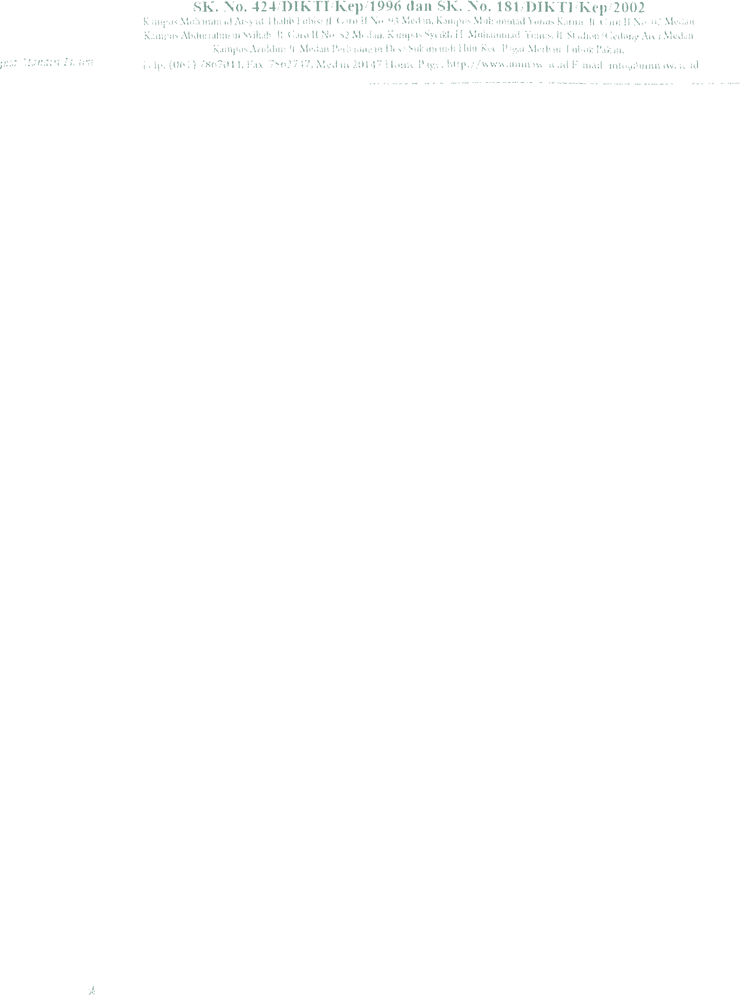 SK. No. 424/DIKTI/Kep/1996 dan SK. No. 181/DIKTI/Kep/2002
Kampus Muhammad Arsyad Thalib Lubis: Jl. Garu II No. 93 Medan, Kampus Muhammad Yunus Karim: Jl. Garu II No. 02 Medan
Kampus Abdurrahman Syihab: Jl. Garu II No. 52 Medan, Kampus Syeikh H. Muhammad Yunus, Jl. Stadion/Gedung Arca Medan
Kampus Aziddin: Jl. Medan Perbaungan Desa Sukamandi Hilir Kec. Pagar Merbau, Lubuk Pakam.
Telp. (061) 7867044, Fax. 7862747, Medan 20147 Home Page: http://www.umnaw.ac.id E-mail: info@umnaw.ac.id